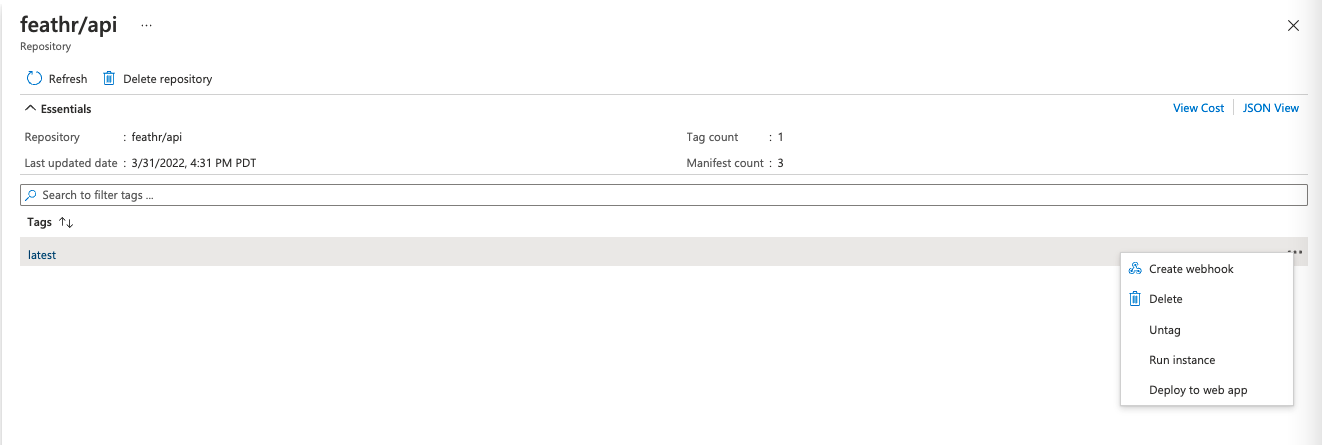 feathr/api ...
Repository
Refresh Delete repository
Essentials View Cost JSON View
Repository : feathr/api Tag count : 1
Last updated date : 3/31/2022, 4:31 PM PDT Manifest count : 3
Search to filter tags ...
Tags
latest ...
Create webhook
Delete
Untag
Run instance
Deploy to web app